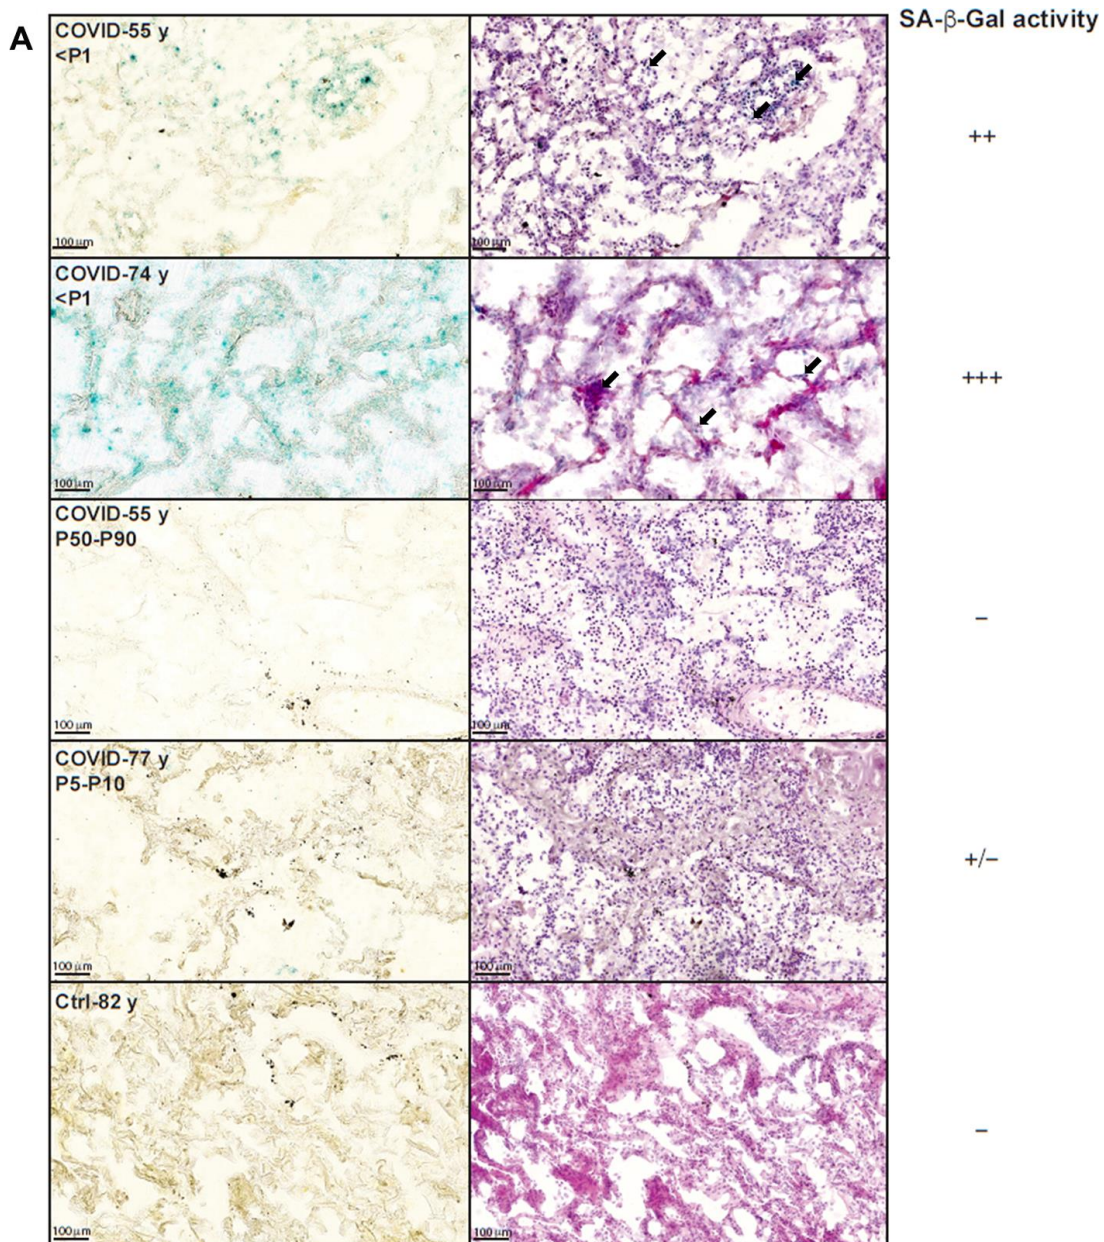 A
SA-β-Gal activity
COVID-55 y
<P1
100 µm
100 µm
++
COVID-74 y
<P1
100 µm
100 µm
+++
COVID-55 y
P50-P90
100 µm
100 µm
–
COVID-77 y
P5-P10
100 µm
100 µm
+/–
Ctrl-82 y
100 µm
100 µm
–